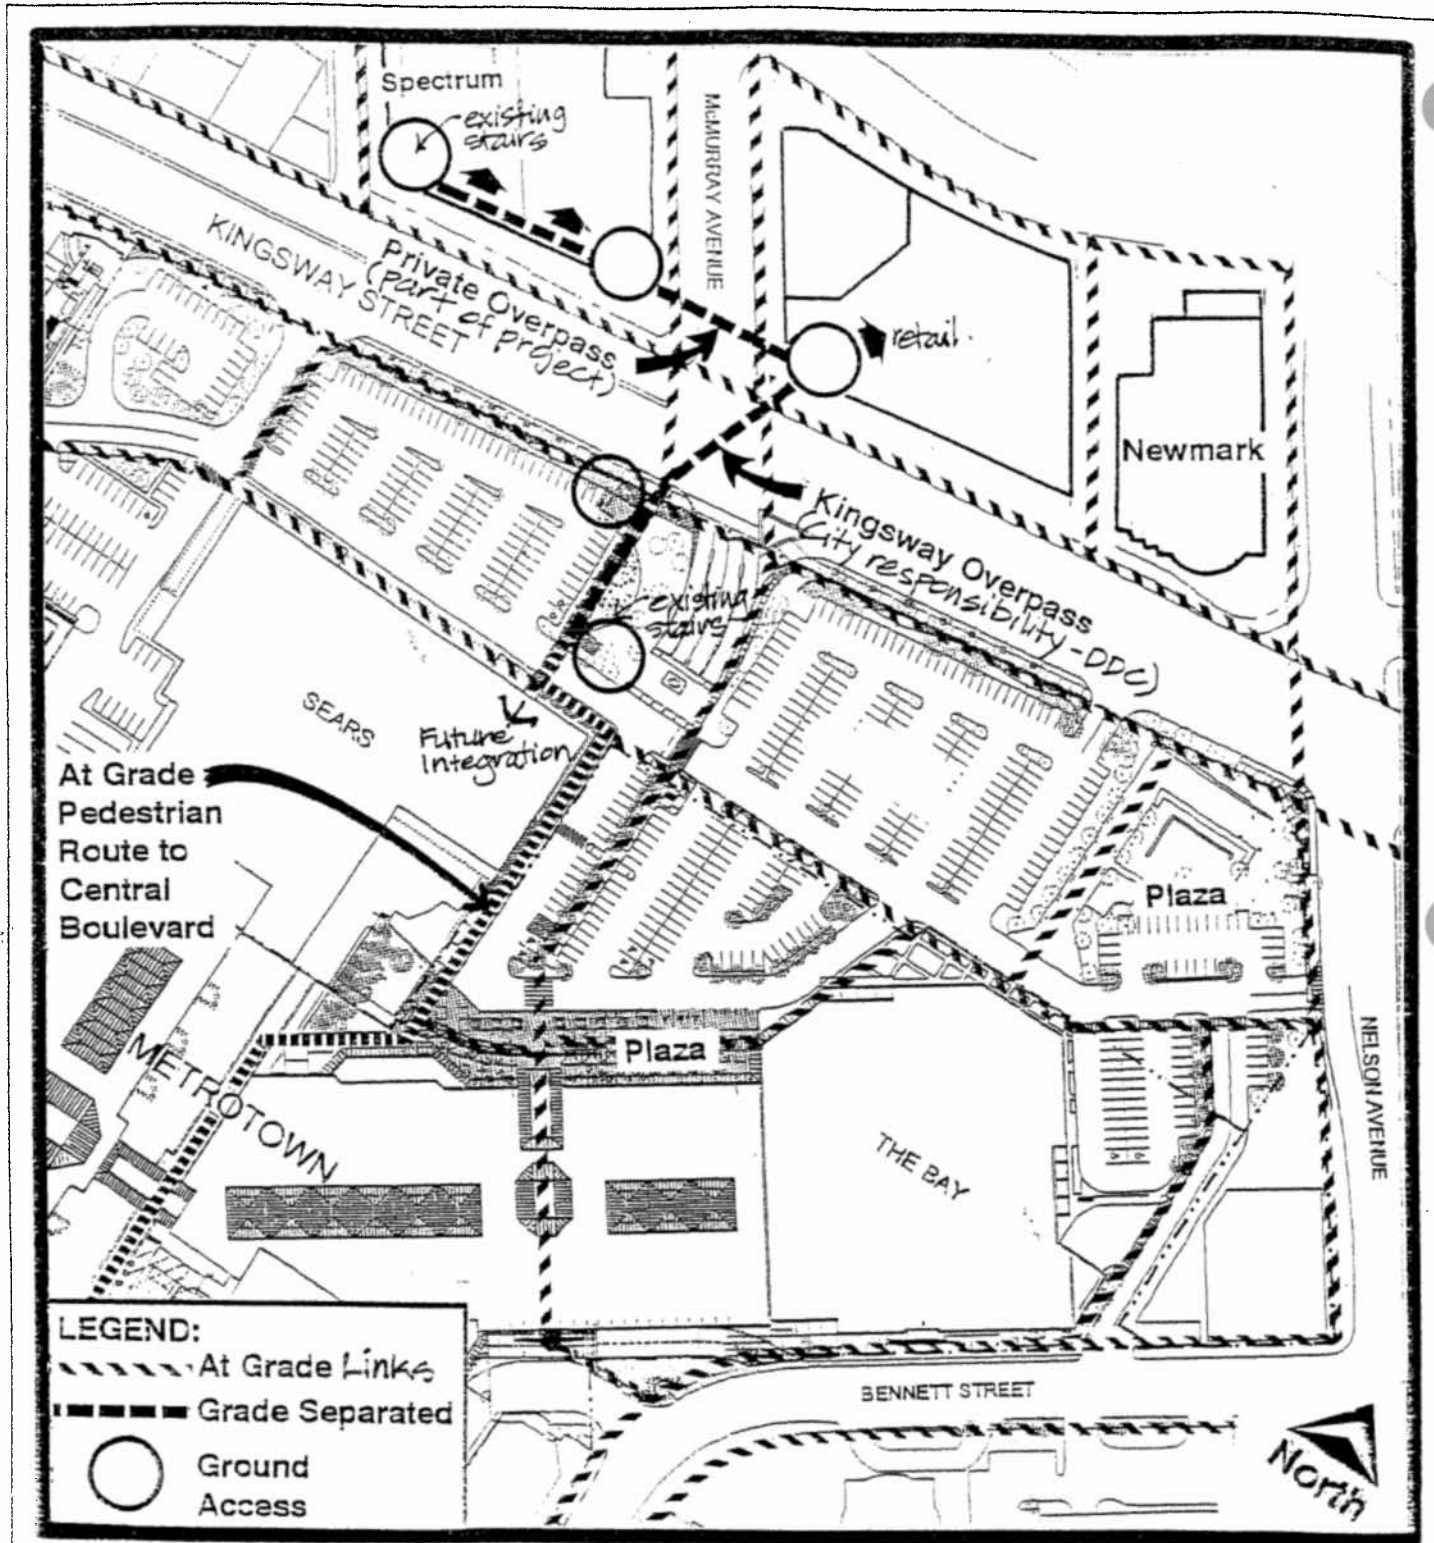 Spectrum
existing
stairs
McMURRAY AVENUE
KINGSWAY STREET
Private Overpass
(part of project)
retail.
Newmark
Kingsway Overpass
(City responsibility - DDC)
existing
stairs
SEARS
Future
Integration
At Grade
Pedestrian
Route to
Central
Boulevard
Plaza
Plaza
METROTOWN
THE BAY
NELSON AVENUE
BENNETT STREET
LEGEND:
At Grade Links
Grade Separated
Ground
Access
North